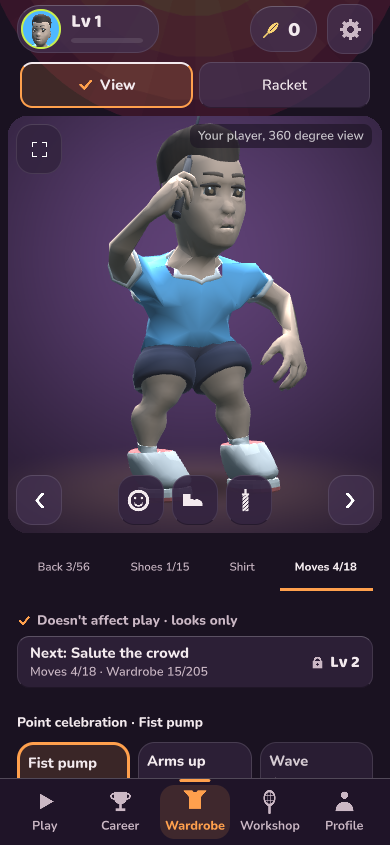 Lv 1
0
View
Racket
Your player, 360 degree view
Back 3/56
Shoes 1/15
Shirt
Moves 4/18
Doesn't affect play · looks only
Next: Salute the crowd
Moves 4/18 · Wardrobe 15/205
Lv 2
Point celebration · Fist pump
Fist pump
Arms up
Wave
Play
Career
Wardrobe
Workshop
Profile